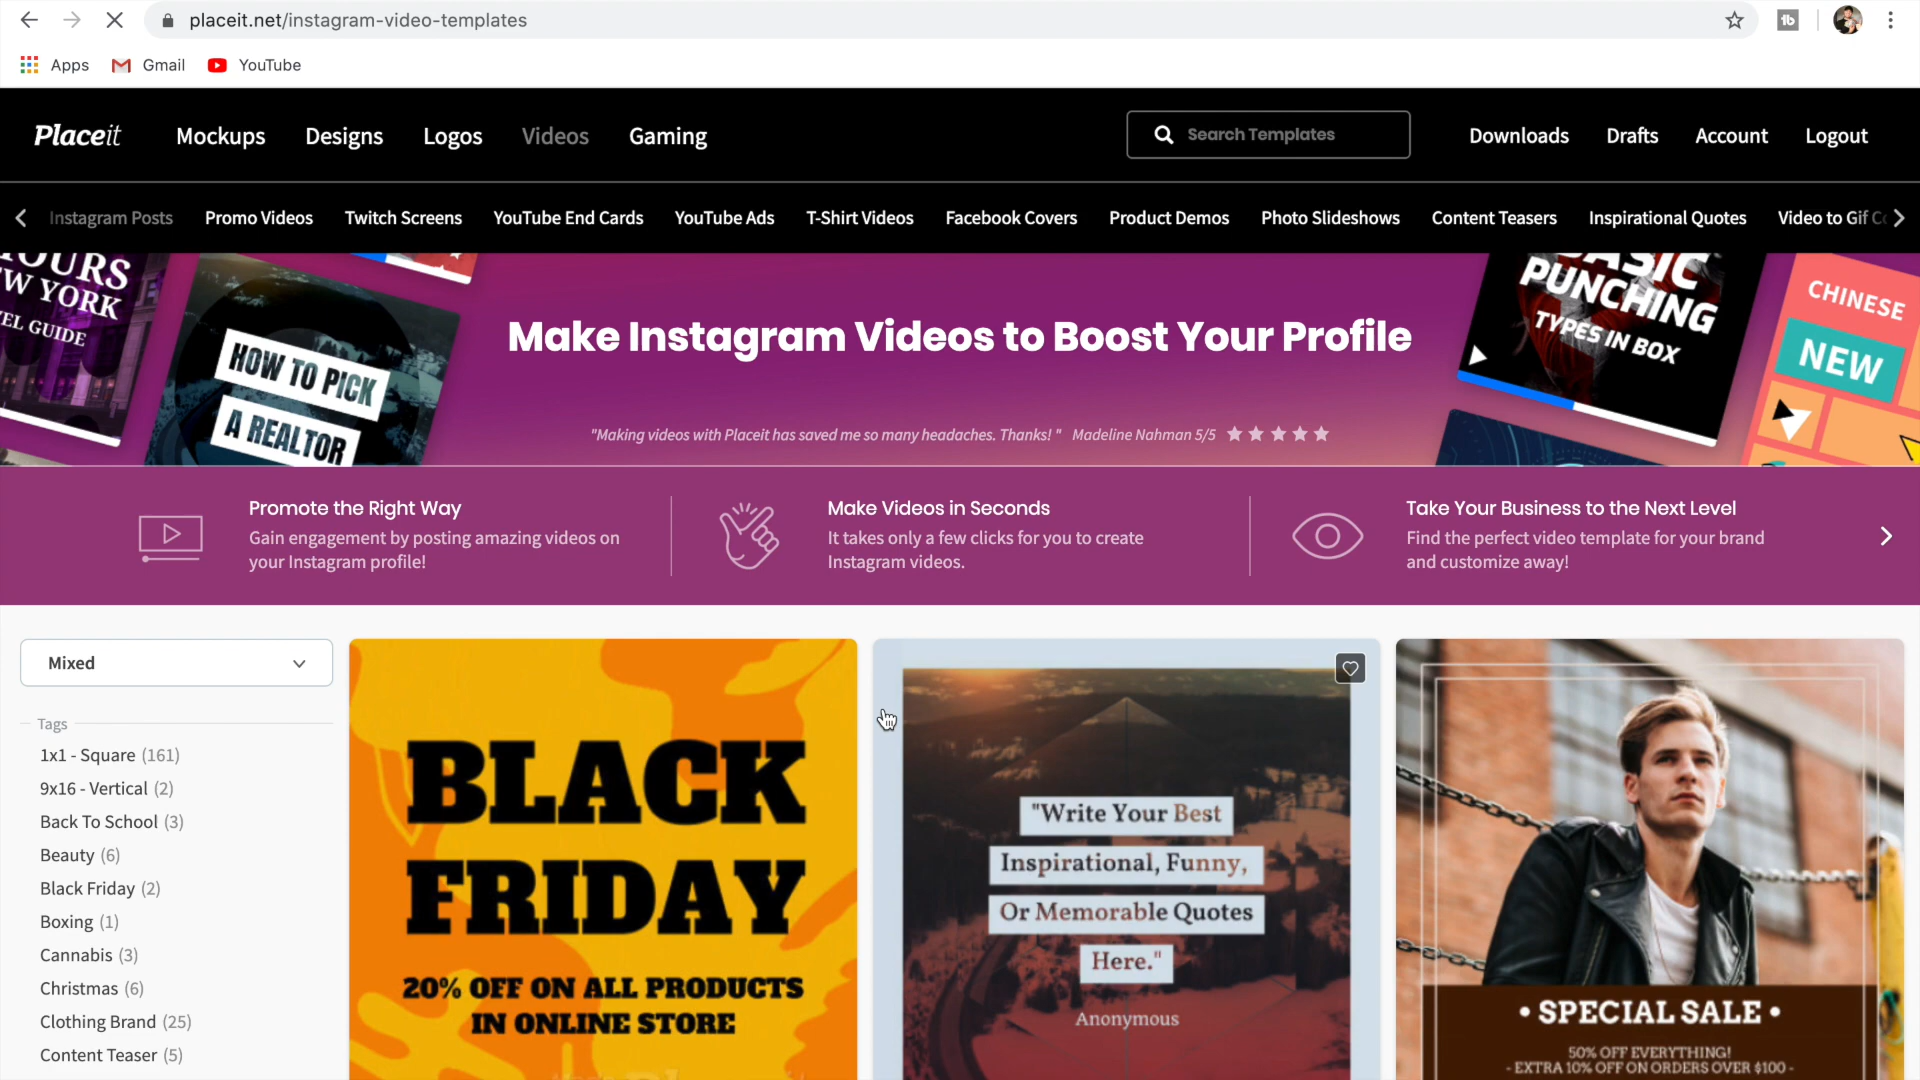 placeit.net/instagram-video-templates
Apps Gmail YouTube
Placeit Mockups Designs Logos Videos Gaming Search Templates Downloads Drafts Account Logout
Instagram Posts Promo Videos Twitch Screens YouTube End Cards YouTube Ads T-Shirt Videos Facebook Covers Product Demos Photo Slideshows Content Teasers Inspirational Quotes Video to Gif
OURS
W YORK
EL GUIDE
HOW TO PICK
A REALTOR
Make Instagram Videos to Boost Your Profile
"Making videos with Placeit has saved me so many headaches. Thanks! " Madeline Nahman 5/5
BASIC
PUNCHING
TYPES IN BOX
CHINESE
NEW
Promote the Right Way
Gain engagement by posting amazing videos on
your Instagram profile!
Make Videos in Seconds
It takes only a few clicks for you to create
Instagram videos.
Take Your Business to the Next Level
Find the perfect video template for your brand
and customize away!
Mixed
Tags
1x1 - Square (161)
9x16 - Vertical (2)
Back To School (3)
Beauty (6)
Black Friday (2)
Boxing (1)
Cannabis (3)
Christmas (6)
Clothing Brand (25)
Content Teaser (5)
BLACK
FRIDAY
20% OFF ON ALL PRODUCTS
IN ONLINE STORE
"Write Your Best
Inspirational, Funny,
Or Memorable Quotes
Here."
Anonymous
• SPECIAL SALE •
50% OFF EVERYTHING!
- EXTRA 10% OFF ON ORDERS OVER $100 -